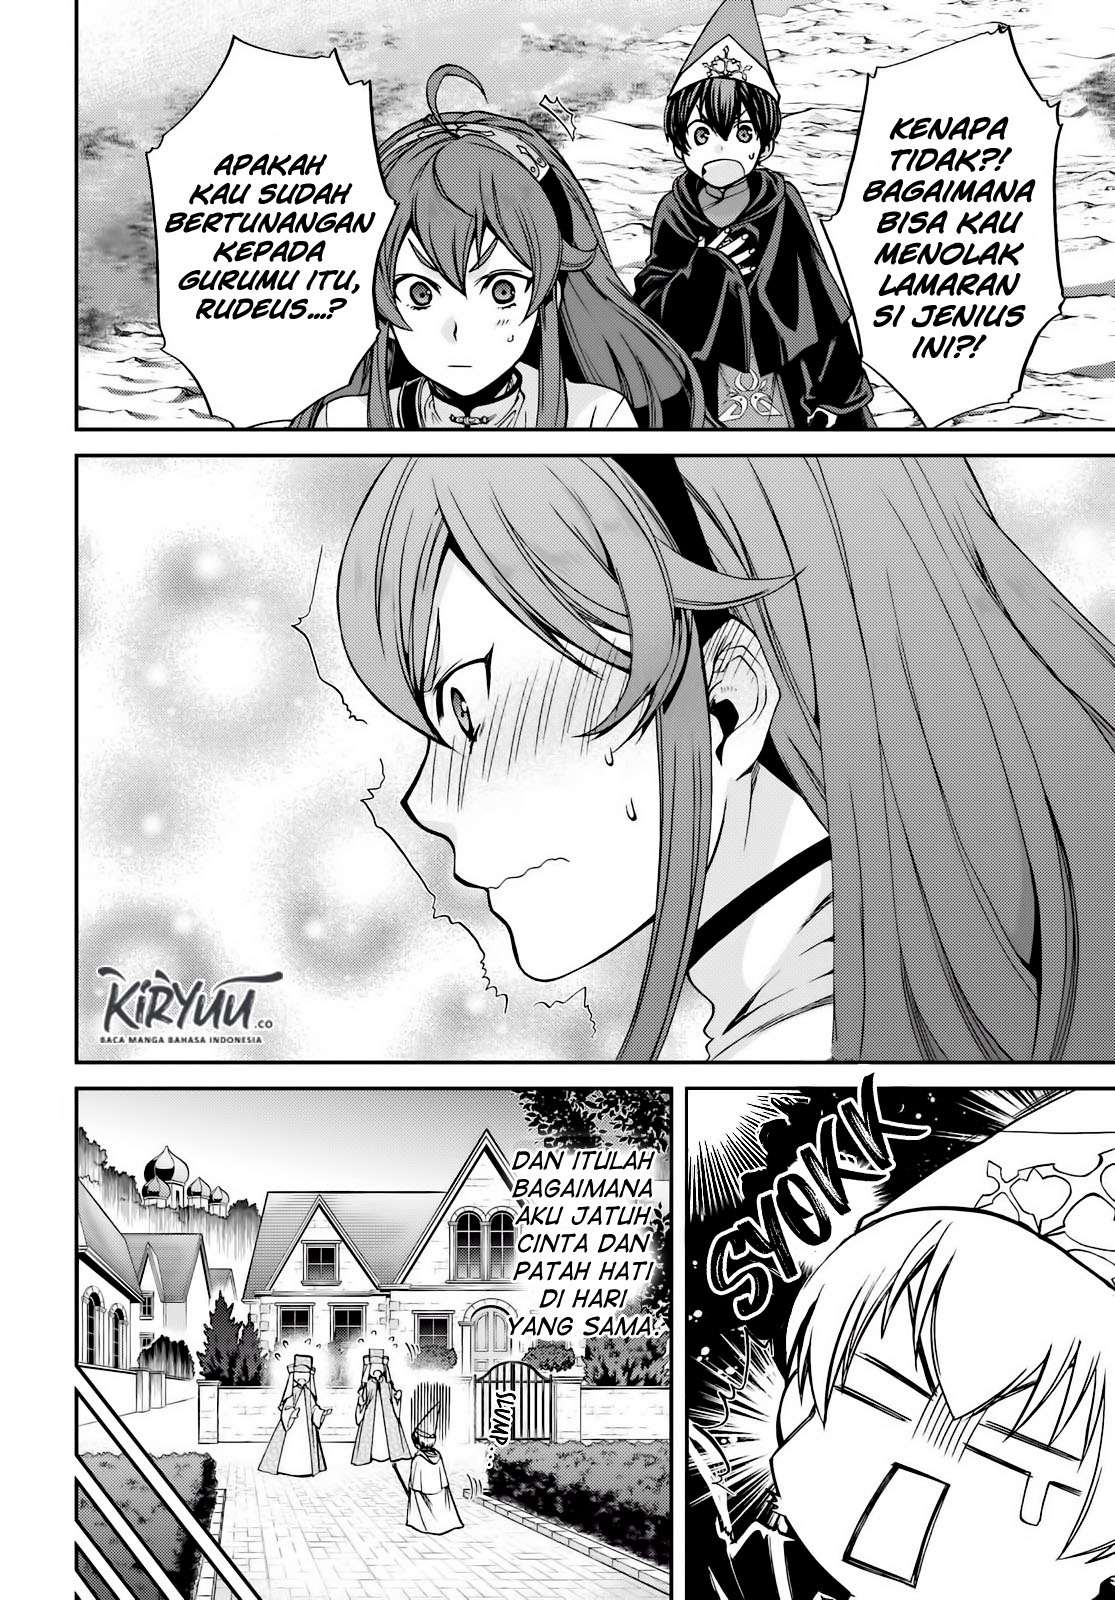 KENAPA
TIDAK?!
BAGAIMANA
BISA KAU
MENOLAK
LAMARAN
SI JENIUS
INI?!
APAKAH
KAU SUDAH
BERTUNANGAN
KEPADA
GURUMU ITU,
RUDEUS...?
KIRYUU.CO
BACA MANGA BAHASA INDONESIA
SYOKK
DAN ITULAH
BAGAIMANA
AKU JATUH
CINTA DAN
PATAH HATI
DI HARI
YANG SAMA.
SLUMP...